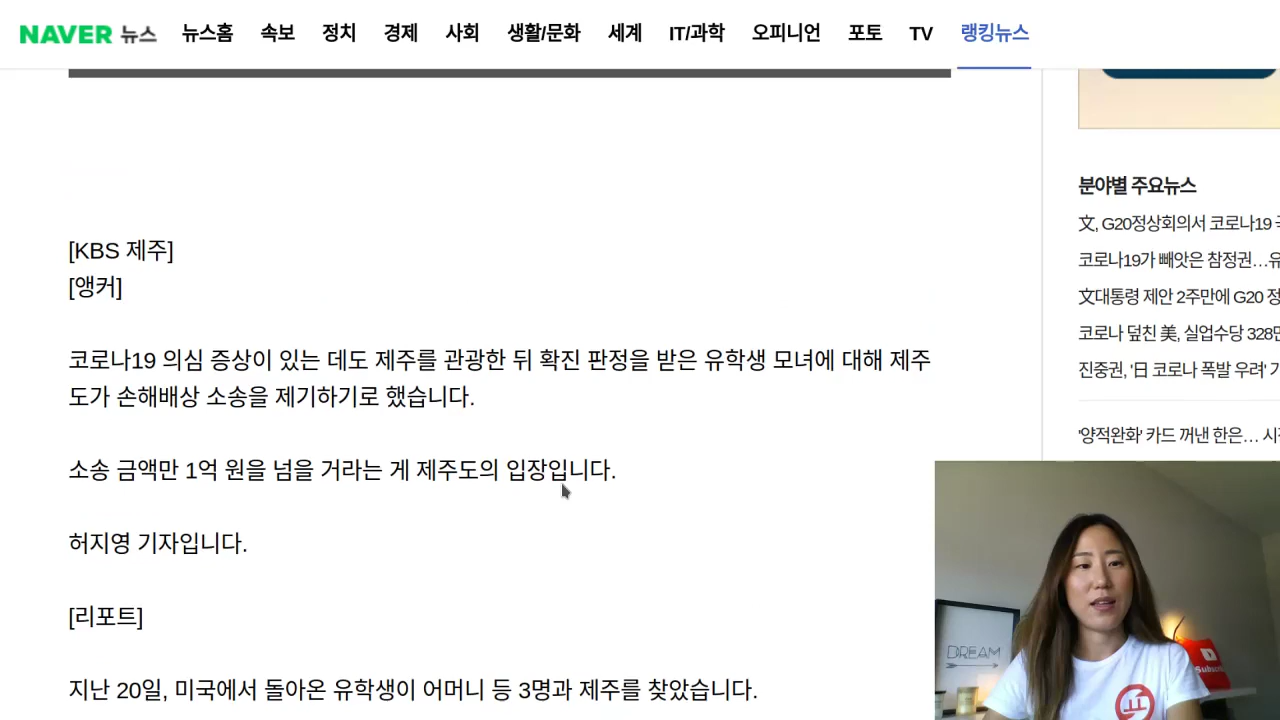 NAVER 뉴스 뉴스홈 속보 정치 경제 사회 생활/문화 세계 IT/과학 오피니언 포토 TV 랭킹뉴스
[KBS 제주]
[앵커]
코로나19 의심 증상이 있는 데도 제주를 관광한 뒤 확진 판정을 받은 유학생 모녀에 대해 제주
도가 손해배상 소송을 제기하기로 했습니다.
소송 금액만 1억 원을 넘을 거라는 게 제주도의 입장입니다.
허지영 기자입니다.
[리포트]
지난 20일, 미국에서 돌아온 유학생이 어머니 등 3명과 제주를 찾았습니다.
분야별 주요뉴스
文, G20정상회의서 코로나19
코로나19가 빼앗은 참정권…유
文대통령 제안 2주만에 G20 정
코로나 덮친 美, 실업수당 328만
진중권, '日 코로나 폭발 우려'
'양적완화' 카드 꺼낸 한은…
DREAM